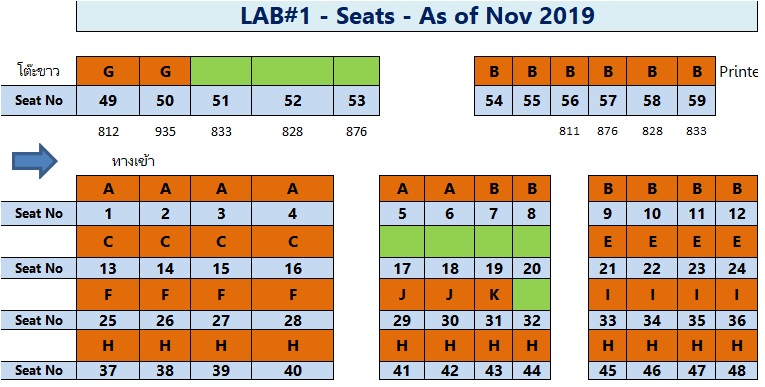 LAB#1 - Seats - As of Nov 2019
โต๊ะขาว G G B B B B B B Printe
Seat No 49 50 51 52 53 54 55 56 57 58 59
812 935 833 828 876 811 876 828 833
ทางเข้า
A A A A A A B B B B B B
Seat No 1 2 3 4 5 6 7 8 9 10 11 12
C C C C E E E E
Seat No 13 14 15 16 17 18 19 20 21 22 23 24
F F F F J J K I I I I
Seat No 25 26 27 28 29 30 31 32 33 34 35 36
H H H H H H H H H H H H
Seat No 37 38 39 40 41 42 43 44 45 46 47 48